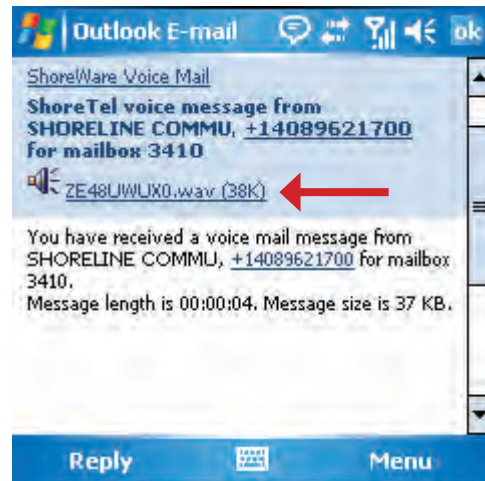 Outlook E-mail ok
ShoreWare Voice Mail
ShoreTel voice message from
SHORELINE COMMU, +14089621700
for mailbox 3410
ZE48UWUX0.wav (38K)
You have received a voice mail message from
SHORELINE COMMU, +14089621700 for mailbox
3410.
Message length is 00:00:04. Message size is 37 KB.
Reply Menu